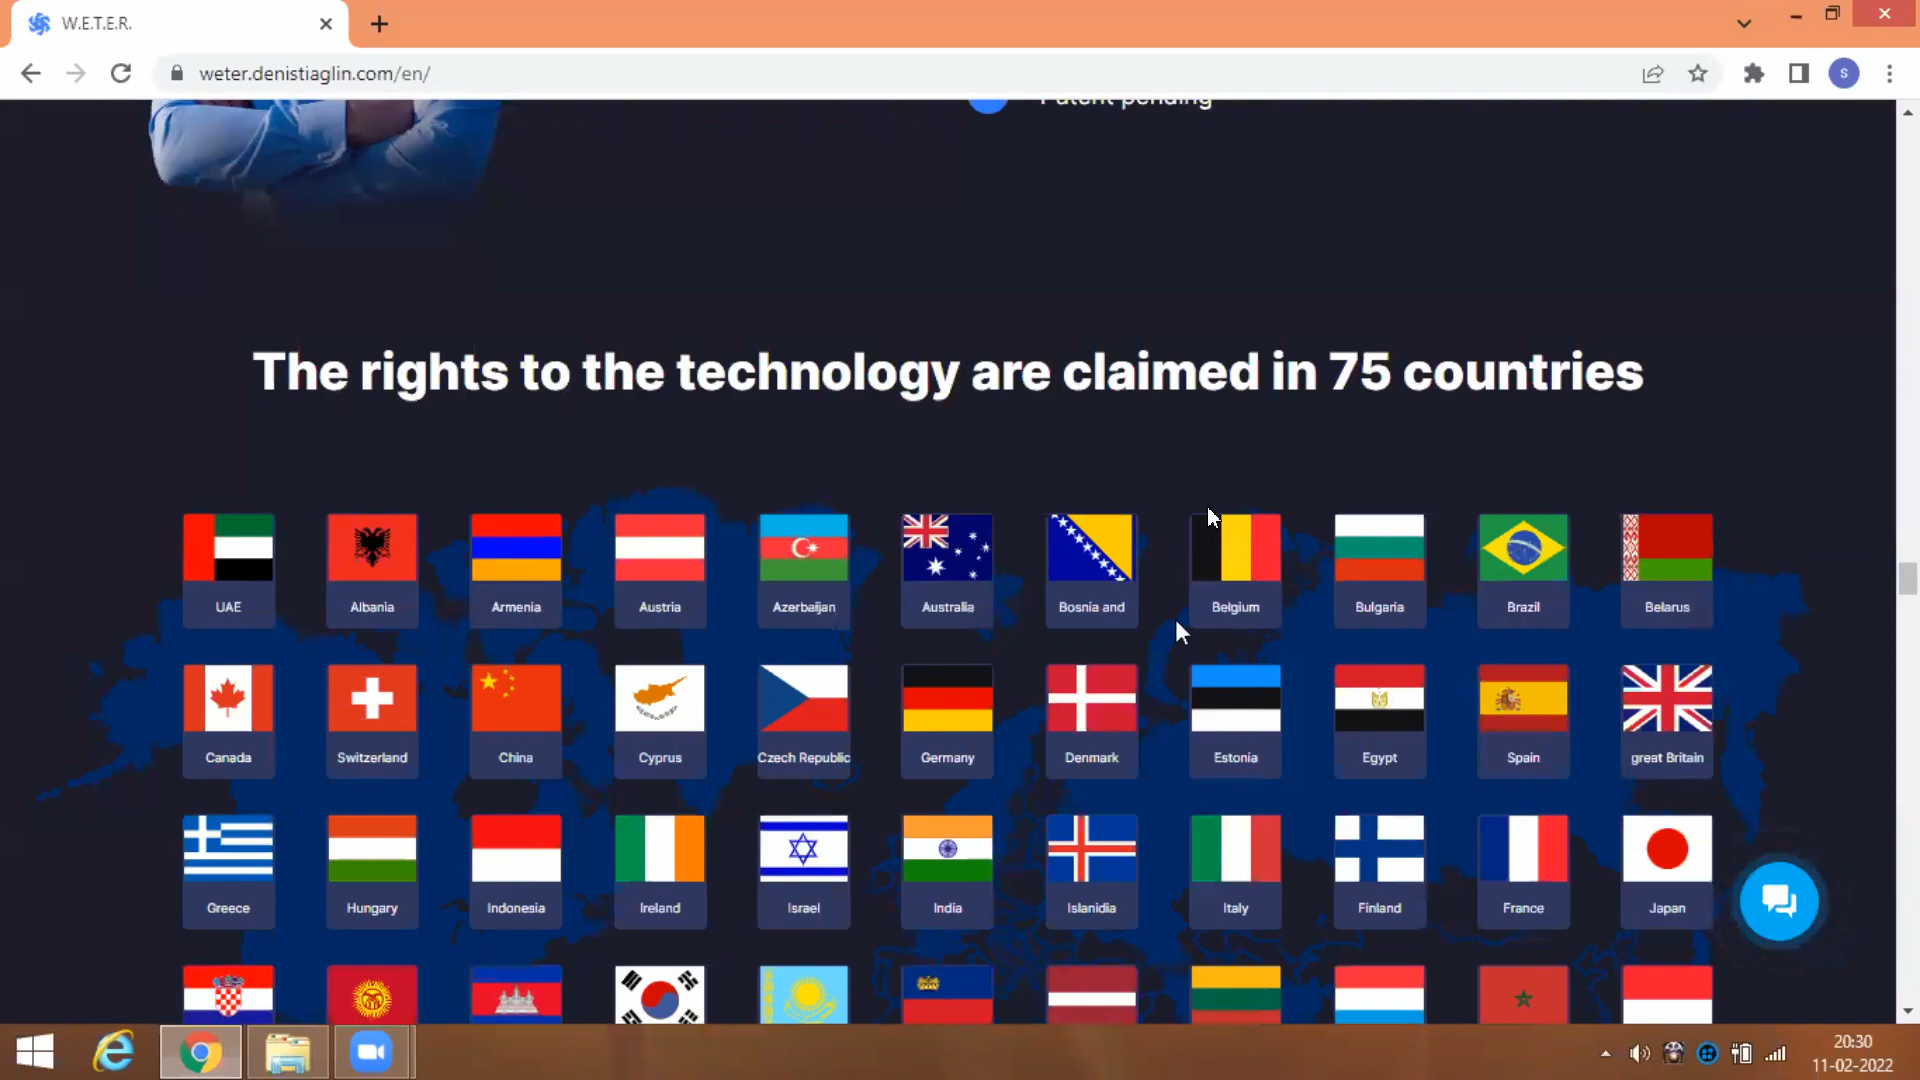 W.E.T.E.R.
weter.denistiaglin.com/en/
S
Patent pending
The rights to the technology are claimed in 75 countries
UAE Albania Armenia Austria Azerbaijan Australia Bosnia and Belgium Bulgaria Brazil Belarus
Canada Switzerland China Cyprus Czech Republic Germany Denmark Estonia Egypt Spain great Britain
Greece Hungary Indonesia Ireland Israel India Islanidia Italy Finland France Japan
20:30
11-02-2022